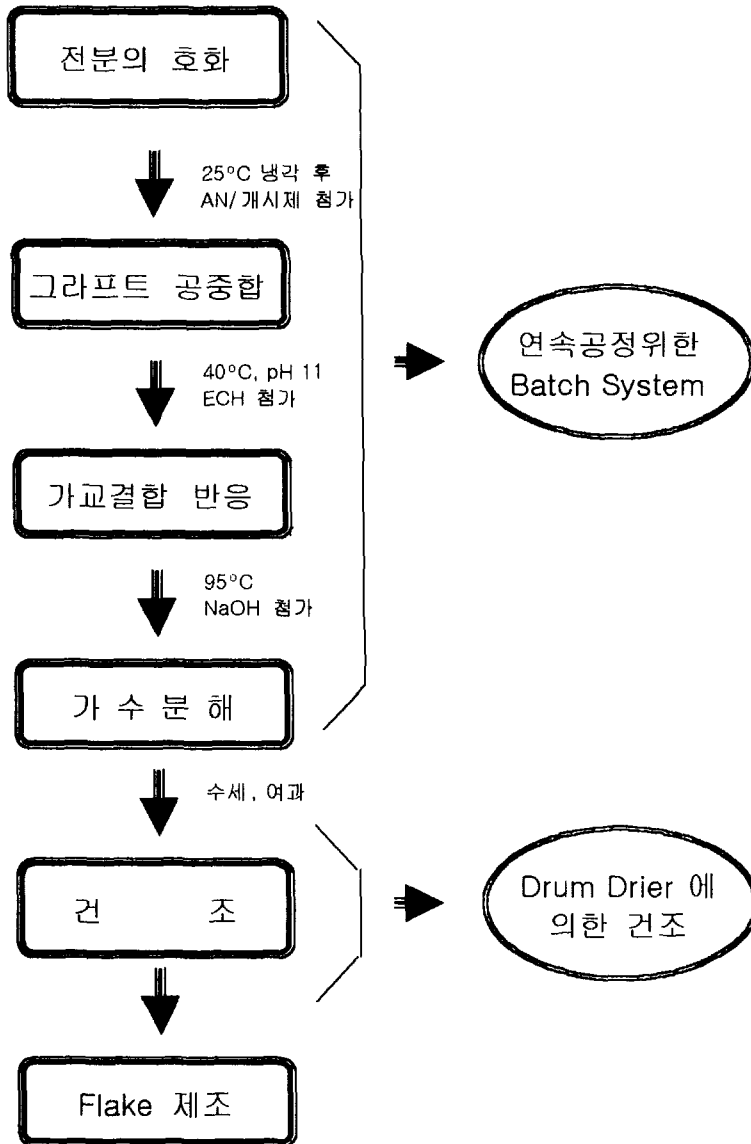 전분의 호화
25°C 냉각 후
AN/개시제 첨가
그라프트 공중합
40°C, pH 11
ECH 첨가
연속공정위한
Batch System
가교결합 반응
95°C
NaOH 첨가
가 수 분 해
수세, 여과
건 조
Drum Drier 에
의한 건조
Flake 제조